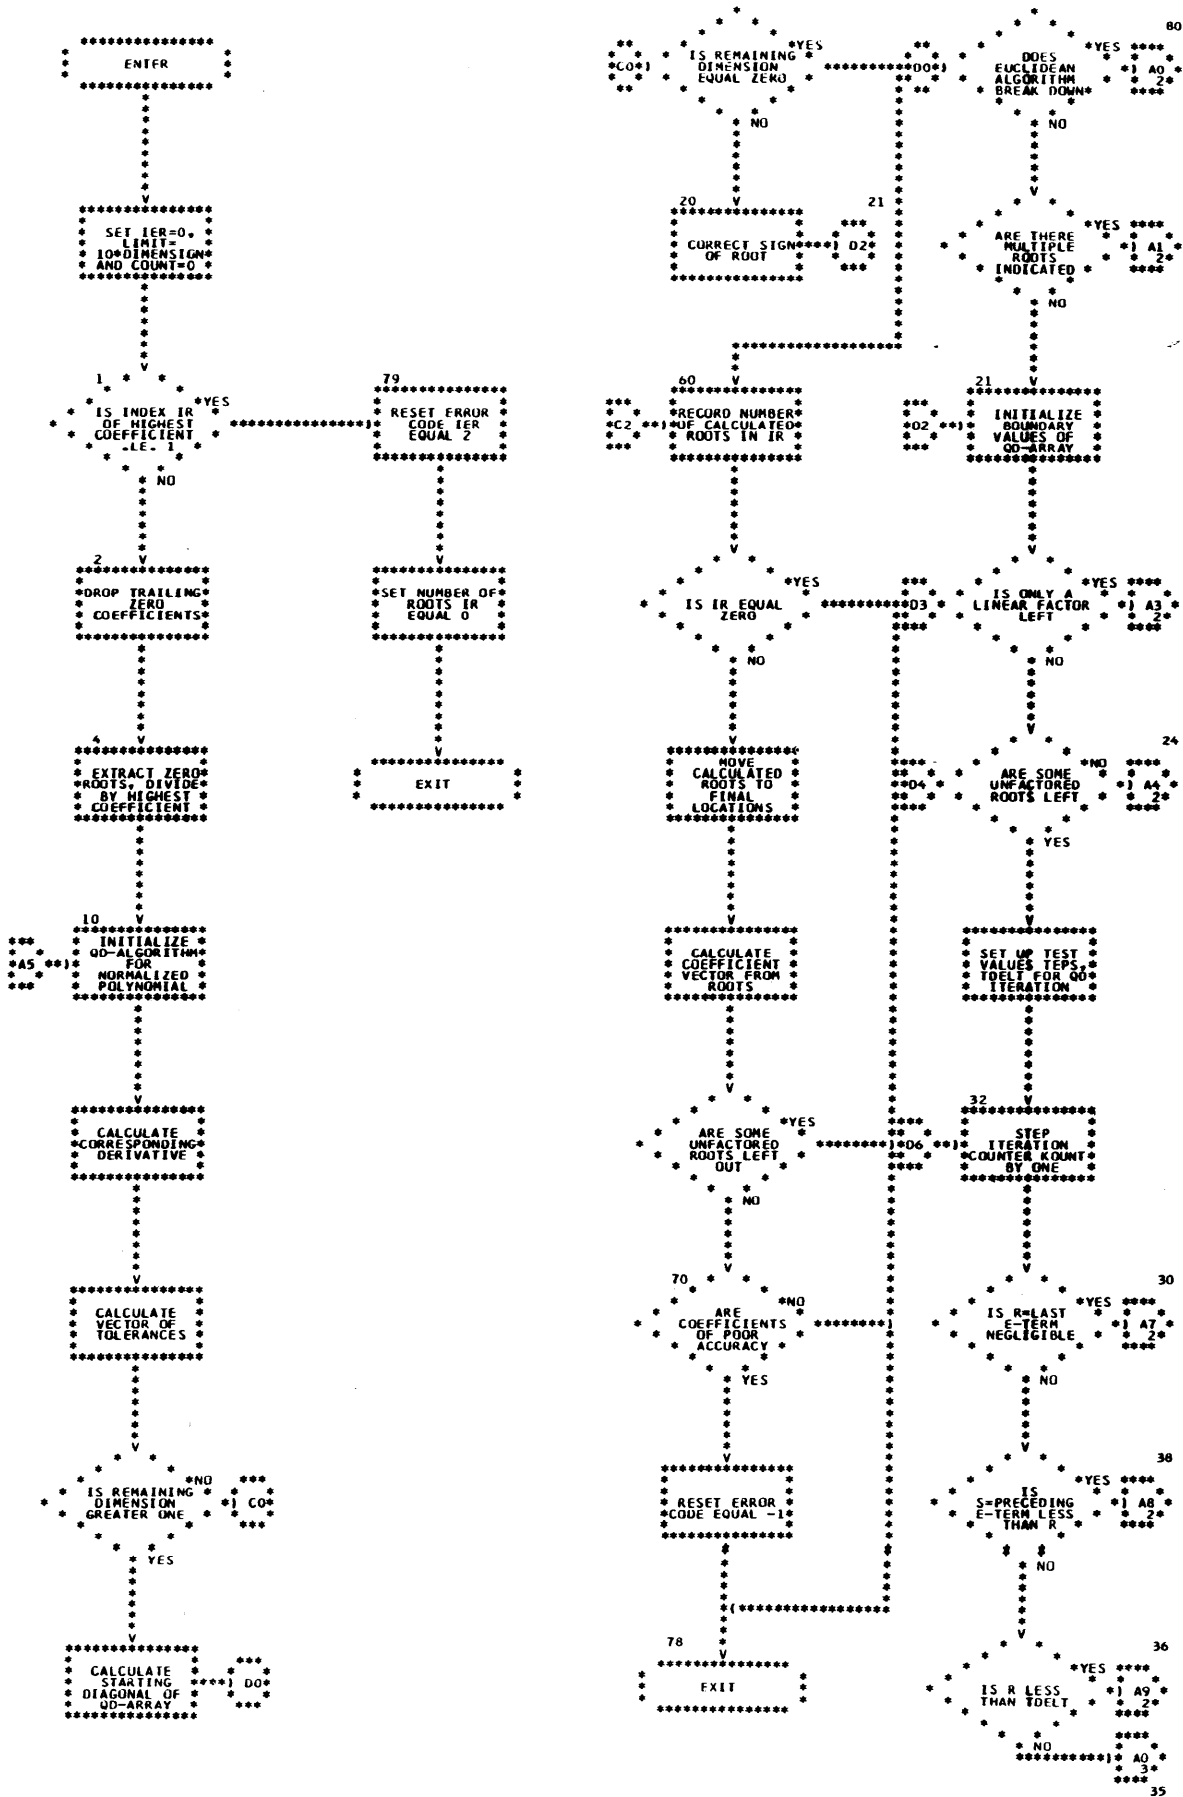 ENTER
SET IER=0,
LIMIT=
10*DIMENSION
AND COUNT=0
1
IS INDEX IR
OF HIGHEST
COEFFICIENT
.LE. 1
YES
NO
2
DROP TRAILING
ZERO
COEFFICIENTS
4
EXTRACT ZERO
ROOTS, DIVIDE
BY HIGHEST
COEFFICIENT
10
A5
INITIALIZE
QD-ALGORITHM
FOR
NORMALIZED
POLYNOMIAL
CALCULATE
CORRESPONDING
DERIVATIVE
CALCULATE
VECTOR OF
TOLERANCES
IS REMAINING
DIMENSION
GREATER ONE
NO
C0
YES
CALCULATE
STARTING
DIAGONAL OF
QD-ARRAY
D0
79
RESET ERROR
CODE IER
EQUAL 2
SET NUMBER OF
ROOTS IR
EQUAL 0
EXIT
C0
IS REMAINING
DIMENSION
EQUAL ZERO
YES
NO
20
CORRECT SIGN
OF ROOT
21
D2
60
C2
RECORD NUMBER
OF CALCULATED
ROOTS IN IR
IS IR EQUAL
ZERO
YES
NO
MOVE
CALCULATED
ROOTS TO
FINAL
LOCATIONS
CALCULATE
COEFFICIENT
VECTOR FROM
ROOTS
ARE SOME
UNFACTORED
ROOTS LEFT
OUT
YES
NO
70
ARE
COEFFICIENTS
OF POOR
ACCURACY
NO
YES
RESET ERROR
CODE EQUAL -1
78
EXIT
D0
DOES
EUCLIDEAN
ALGORITHM
BREAK DOWN
YES
80
A0
2
NO
ARE THERE
MULTIPLE
ROOTS
INDICATED
YES
A1
2
NO
21
D2
INITIALIZE
BOUNDARY
VALUES OF
QD-ARRAY
D3
IS ONLY A
LINEAR FACTOR
LEFT
YES
A3
2
NO
D4
ARE SOME
UNFACTORED
ROOTS LEFT
NO
24
A4
2
YES
SET UP TEST
VALUES TEPS,
TDELT FOR QD
ITERATION
32
D6
STEP
ITERATION
COUNTER KOUNT
BY ONE
IS R=LAST
E-TERM
NEGLIGIBLE
YES
30
A7
2
NO
IS
S=PRECEDING
E-TERM LESS
THAN R
YES
38
A8
2
NO
IS R LESS
THAN TDELT
YES
36
A9
2
NO
A0
3
35